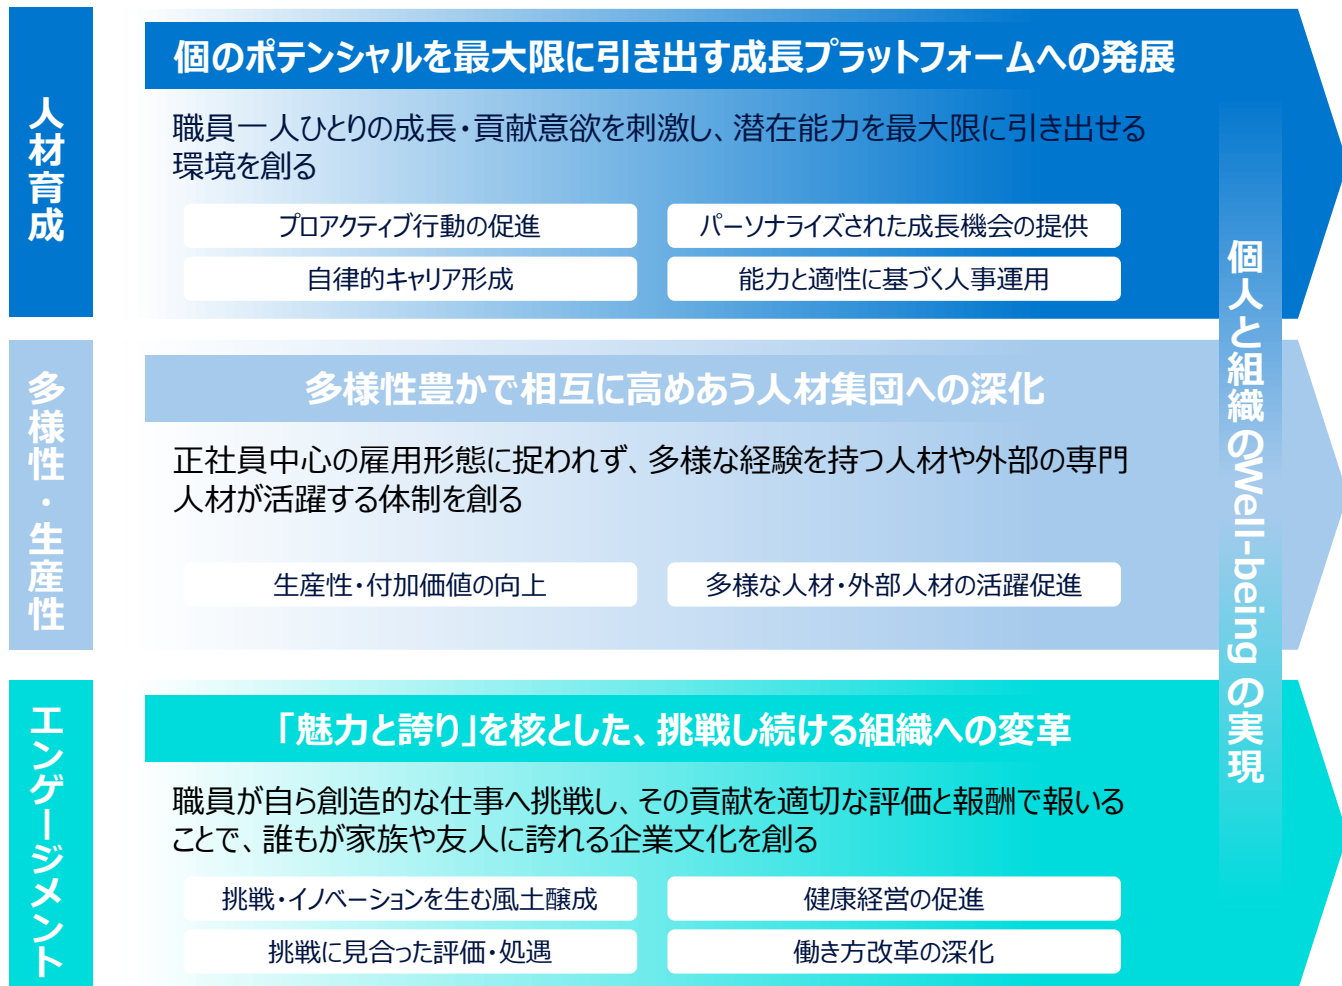 人材育成
個のポテンシャルを最大限に引き出す成長プラットフォームへの発展
職員一人ひとりの成長・貢献意欲を刺激し、潜在能力を最大限に引き出せる
環境を創る
プロアクティブ行動の促進
パーソナライズされた成長機会の提供
自律的キャリア形成
能力と適性に基づく人事運用
多様性・生産性
多様性豊かで相互に高めあう人材集団への深化
正社員中心の雇用形態に捉われず、多様な経験を持つ人材や外部の専門
人材が活躍する体制を創る
生産性・付加価値の向上
多様な人材・外部人材の活躍促進
エンゲージメント
「魅力と誇り」を核とした、挑戦し続ける組織への変革
職員が自ら創造的な仕事へ挑戦し、その貢献を適切な評価と報酬で報いる
ことで、誰もが家族や友人に誇れる企業文化を創る
挑戦・イノベーションを生む風土醸成
健康経営の促進
挑戦に見合った評価・処遇
働き方改革の深化
個人と組織のWell-beingの実現